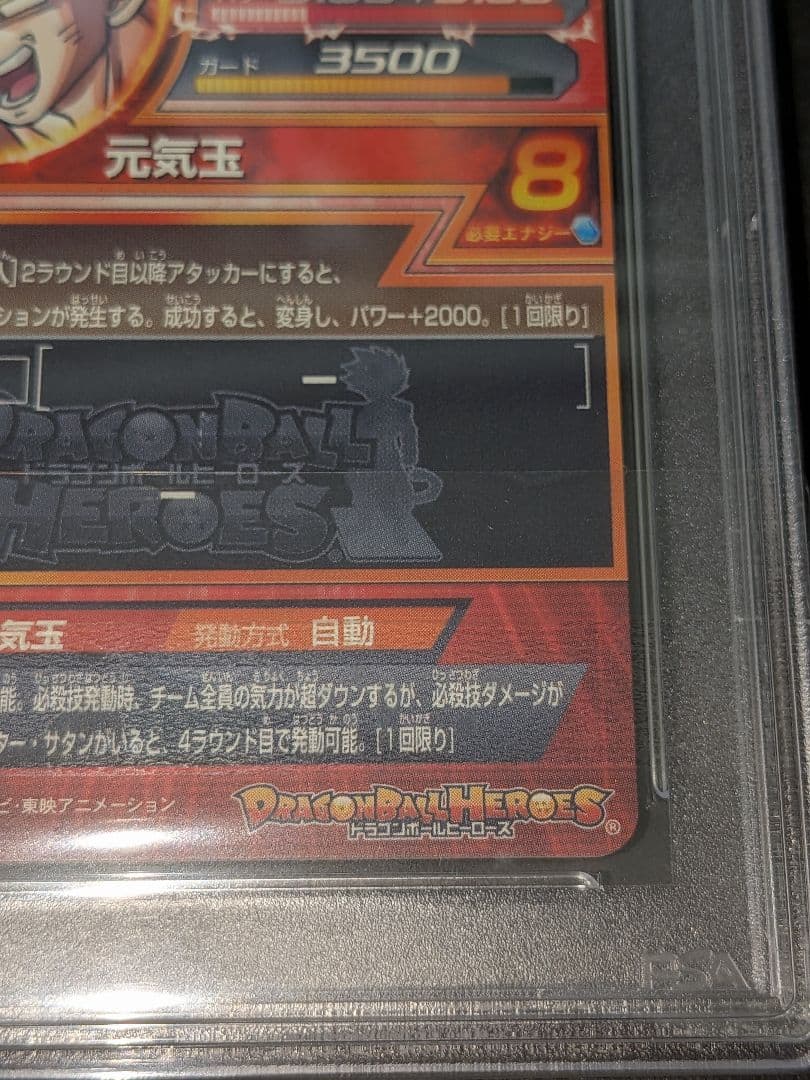 ガード 3500
元気玉
8
必要エナジー
人]2ラウンド目以降アタッカーにすると、
ションが発生する。成功すると、変身し、パワー+2000。[1回限り]
DRAGONBALL
ドラゴンボールヒーローズ
HEROES
気玉 発動方式 自動
能。必殺技発動時、チーム全員の気力が超ダウンするが、必殺技ダメージが
ター・サタンがいると、4ラウンド目で発動可能。[1回限り]
ビ・東映アニメーション
DRAGONBALL HEROES
ドラゴンボールヒーローズ ®
PSA